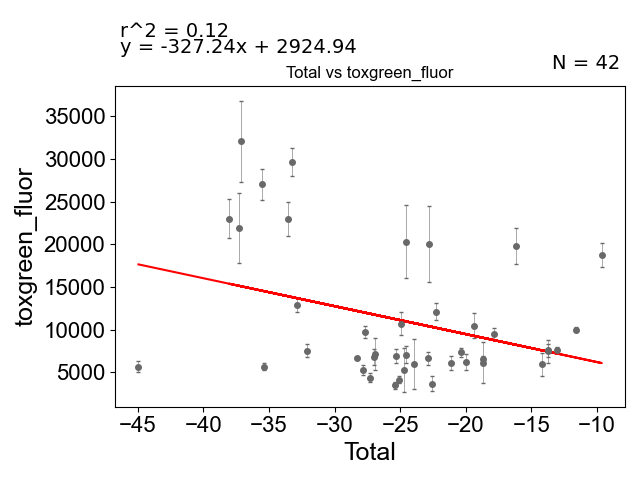 r^2 = 0.12
y = -327.24x + 2924.94
N = 42
Total vs toxgreen_fluor
35000
30000
25000
20000
15000
10000
5000
toxgreen_fluor
−45 −40 −35 −30 −25 −20 −15 −10
Total